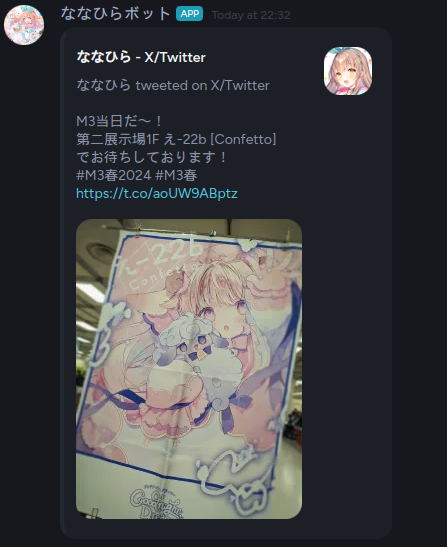 ななひらボット APP Today at 22:32
ななひら - X/Twitter
ななひら tweeted on X/Twitter
M3当日だ〜！
第二展示場1F え-22b [Confetto]
でお待ちしております！
#M3春2024 #M3春
https://t.co/aoUW9ABptz
え-22b
Confetto
Goodnight